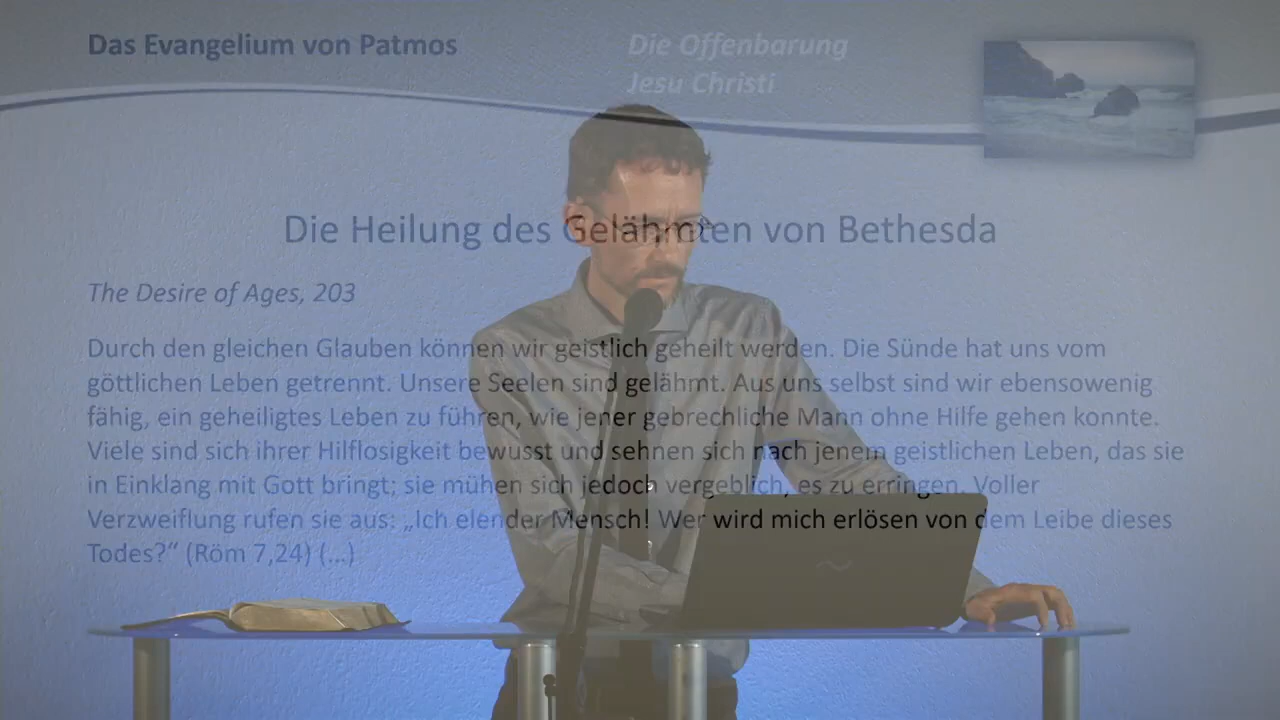 Das Evangelium von Patmos
Die Offenbarung
Jesu Christi
Die Heilung des Gelähmten von Bethesda
The Desire of Ages, 203
Durch den gleichen Glauben können wir geistlich geheilt werden. Die Sünde hat uns vom
göttlichen Leben getrennt. Unsere Seelen sind gelähmt. Aus uns selbst sind wir ebensowenig
fähig, ein geheiligtes Leben zu führen, wie jener gebrechliche Mann ohne Hilfe gehen konnte.
Viele sind sich ihrer Hilflosigkeit bewusst und sehnen sich nach jenem geistlichen Leben, das sie
in Einklang mit Gott bringt; sie mühen sich jedoch vergeblich, es zu erringen. Voller
Verzweiflung rufen sie aus: „Ich elender Mensch! Wer wird mich erlösen von dem Leibe dieses
Todes?“ (Röm 7,24) (...)